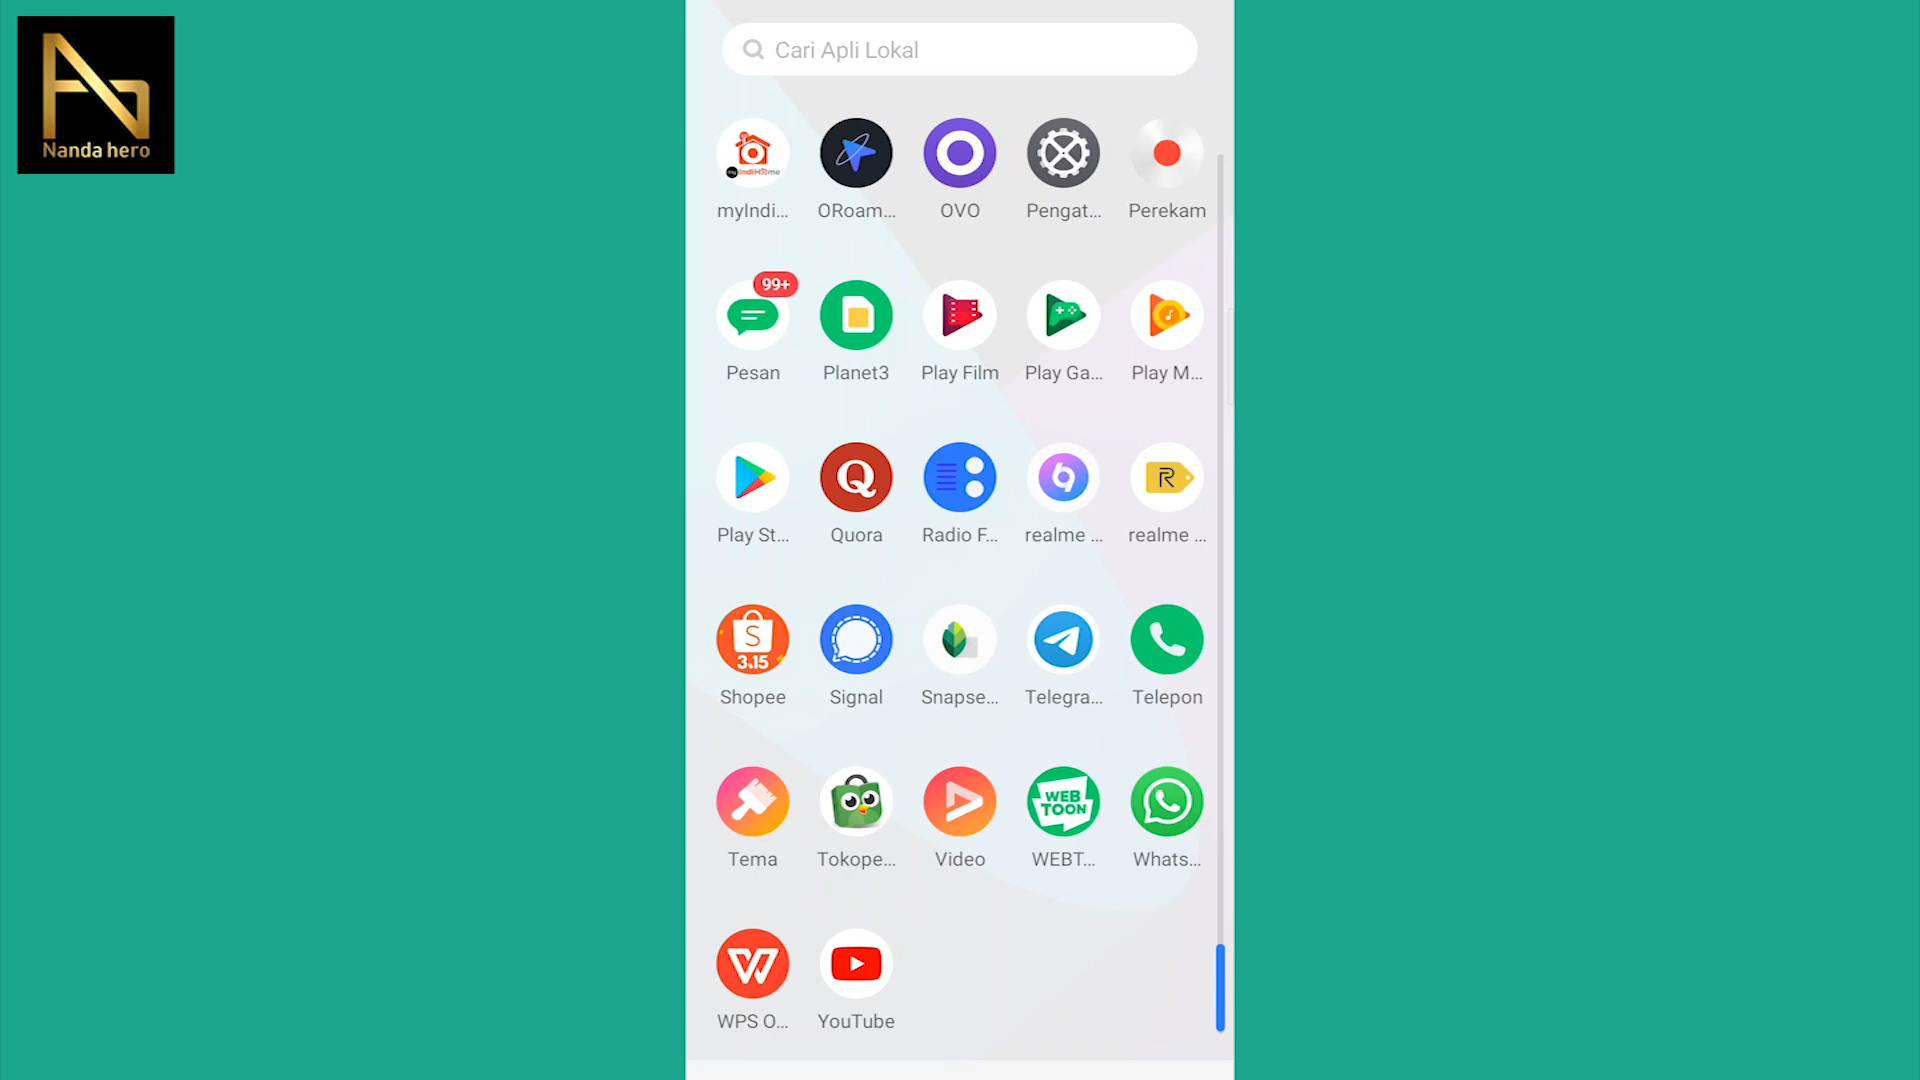 Nanda hero
Cari Apli Lokal
my IndiHome
myIndi...
ORoam...
OVO
Pengat...
Perekam
99+
Pesan
Planet3
Play Film
Play Ga...
Play M...
Q
R
Play St...
Quora
Radio F...
realme ...
realme ...
S
3.15
Shopee
Signal
Snapse...
Telegra...
Telepon
WEB
TOON
Tema
Tokope...
Video
WEBT...
Whats...
W
WPS O...
YouTube